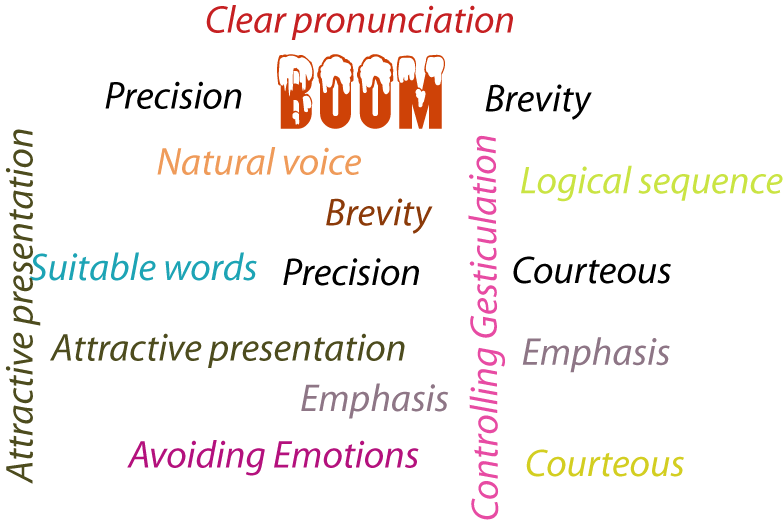 Clear pronunciation
BOOM
Precision
Brevity
Natural voice
Logical sequence
Brevity
Suitable words
Precision
Courteous
Attractive presentation
Controlling Gesticulation
Attractive presentation
Emphasis
Emphasis
Avoiding Emotions
Courteous